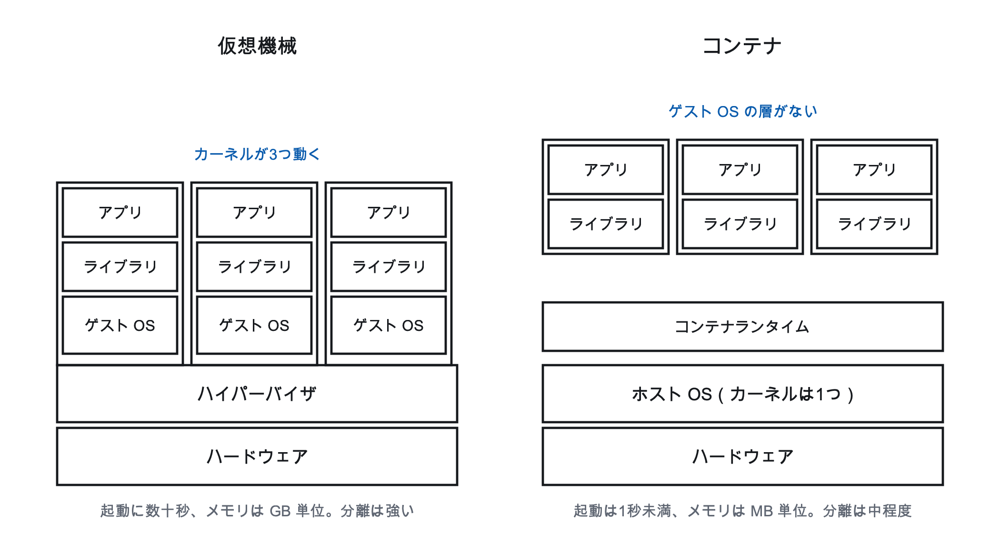 仮想機械
カーネルが3つ動く
アプリ
アプリ
アプリ
ライブラリ
ライブラリ
ライブラリ
ゲスト OS
ゲスト OS
ゲスト OS
ハイパーバイザ
ハードウェア
起動に数十秒、メモリは GB 単位。分離は強い
コンテナ
ゲスト OS の層がない
アプリ
アプリ
アプリ
ライブラリ
ライブラリ
ライブラリ
コンテナランタイム
ホスト OS（カーネルは1つ）
ハードウェア
起動は1秒未満、メモリは MB 単位。分離は中程度